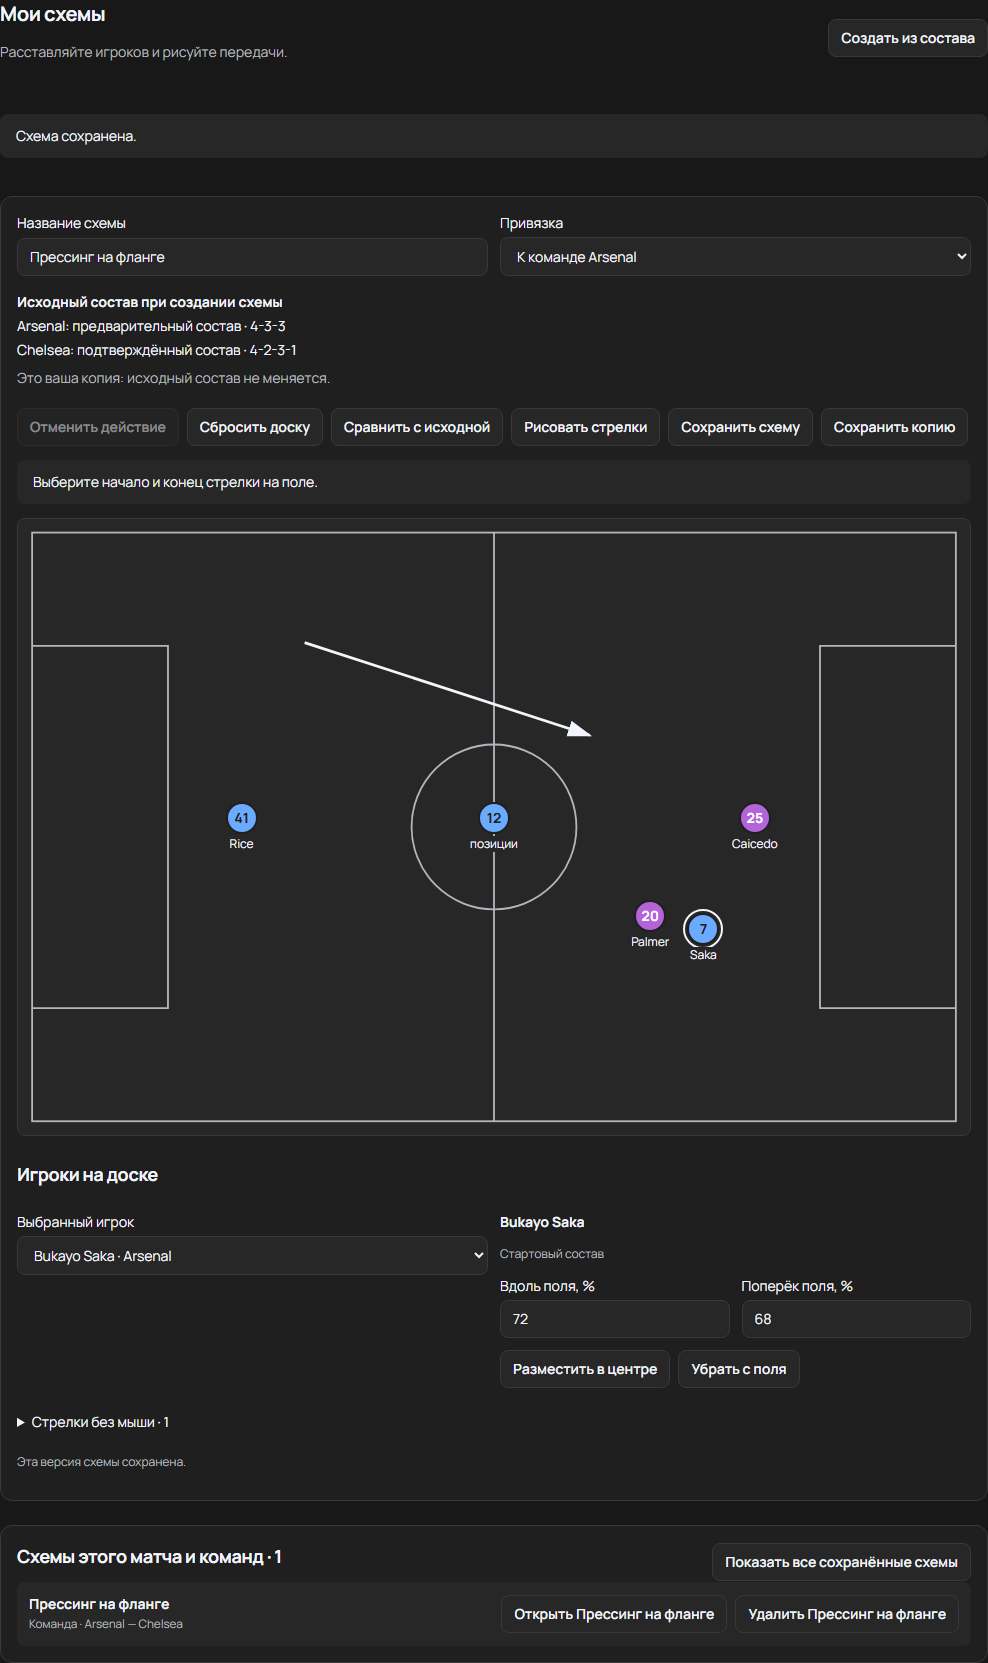 Мои схемы
Расставляйте игроков и рисуйте передачи.
Создать из состава
Схема сохранена.
Название схемы
Привязка
Прессинг на фланге
К команде Arsenal
Исходный состав при создании схемы
Arsenal: предварительный состав · 4-3-3
Chelsea: подтверждённый состав · 4-2-3-1
Это ваша копия: исходный состав не меняется.
Отменить действие
Сбросить доску
Сравнить с исходной
Рисовать стрелки
Сохранить схему
Сохранить копию
Выберите начало и конец стрелки на поле.
41
Rice
12
позиции
25
Caicedo
20
Palmer
7
Saka
Игроки на доске
Выбранный игрок
Bukayo Saka · Arsenal
Bukayo Saka
Стартовый состав
Вдоль поля, %
Поперёк поля, %
72
68
Разместить в центре
Убрать с поля
Стрелки без мыши · 1
Эта версия схемы сохранена.
Схемы этого матча и команд · 1
Показать все сохранённые схемы
Прессинг на фланге
Команда · Arsenal — Chelsea
Открыть Прессинг на фланге
Удалить Прессинг на фланге